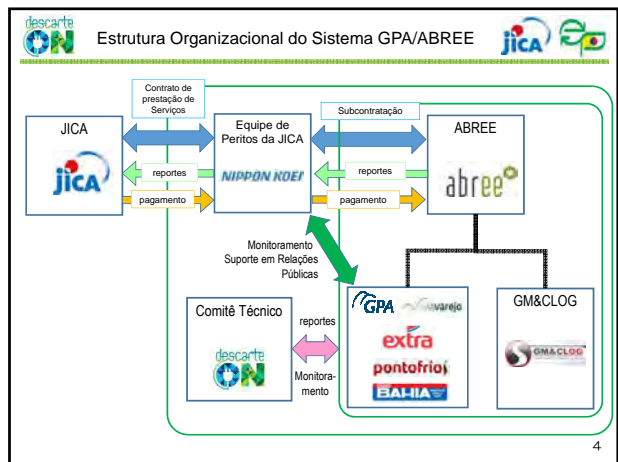 descarte
ON
Estrutura Organizacional do Sistema GPA/ABREE
jica
Contrato de
prestação de
Serviços
Subcontratação
JICA
jica
Equipe de
Peritos da JICA
NIPPON KOEI
ABREE
abree
reportes
reportes
pagamento
pagamento
Monitoramento
Suporte em Relações
Públicas
Comitê Técnico
descarte
ON
reportes
Monitora-
mento
GPA
varejo
extra
pontofrio
BAHIA
GM&CLOG
GM&CLOG
4